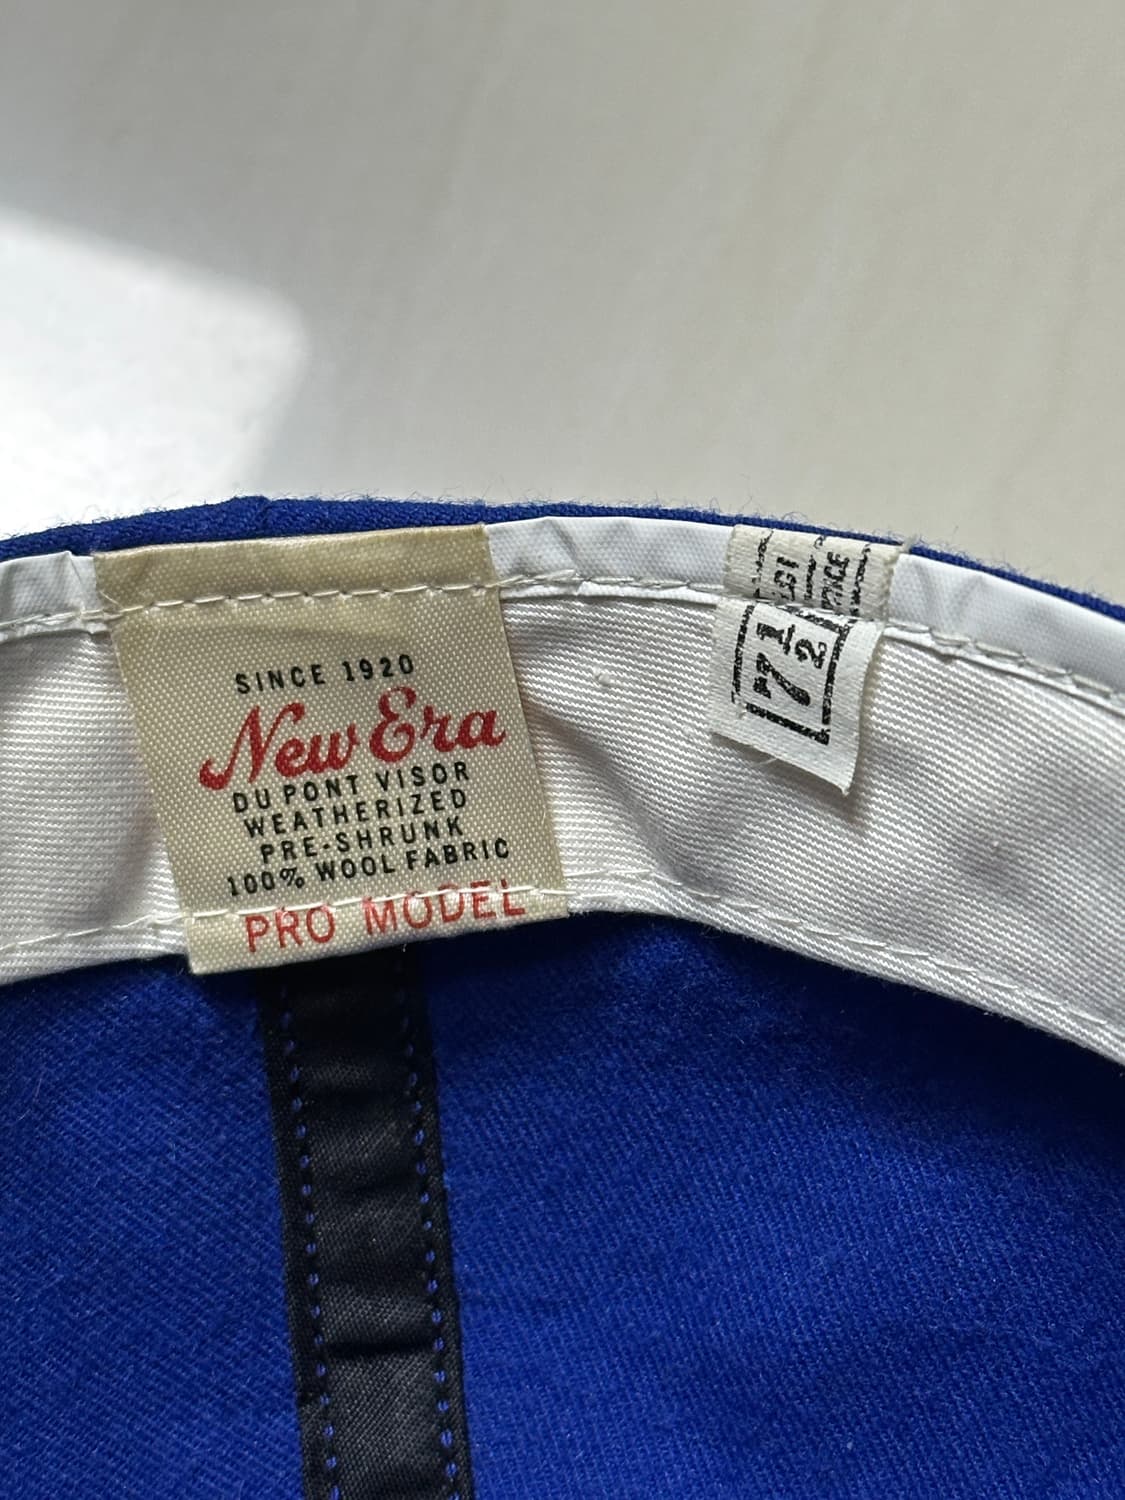 SINCE 1920
New Era
DU PONT VISOR
WEATHERIZED
PRE-SHRUNK
100% WOOL FABRIC
PRO MODEL
7 1/2